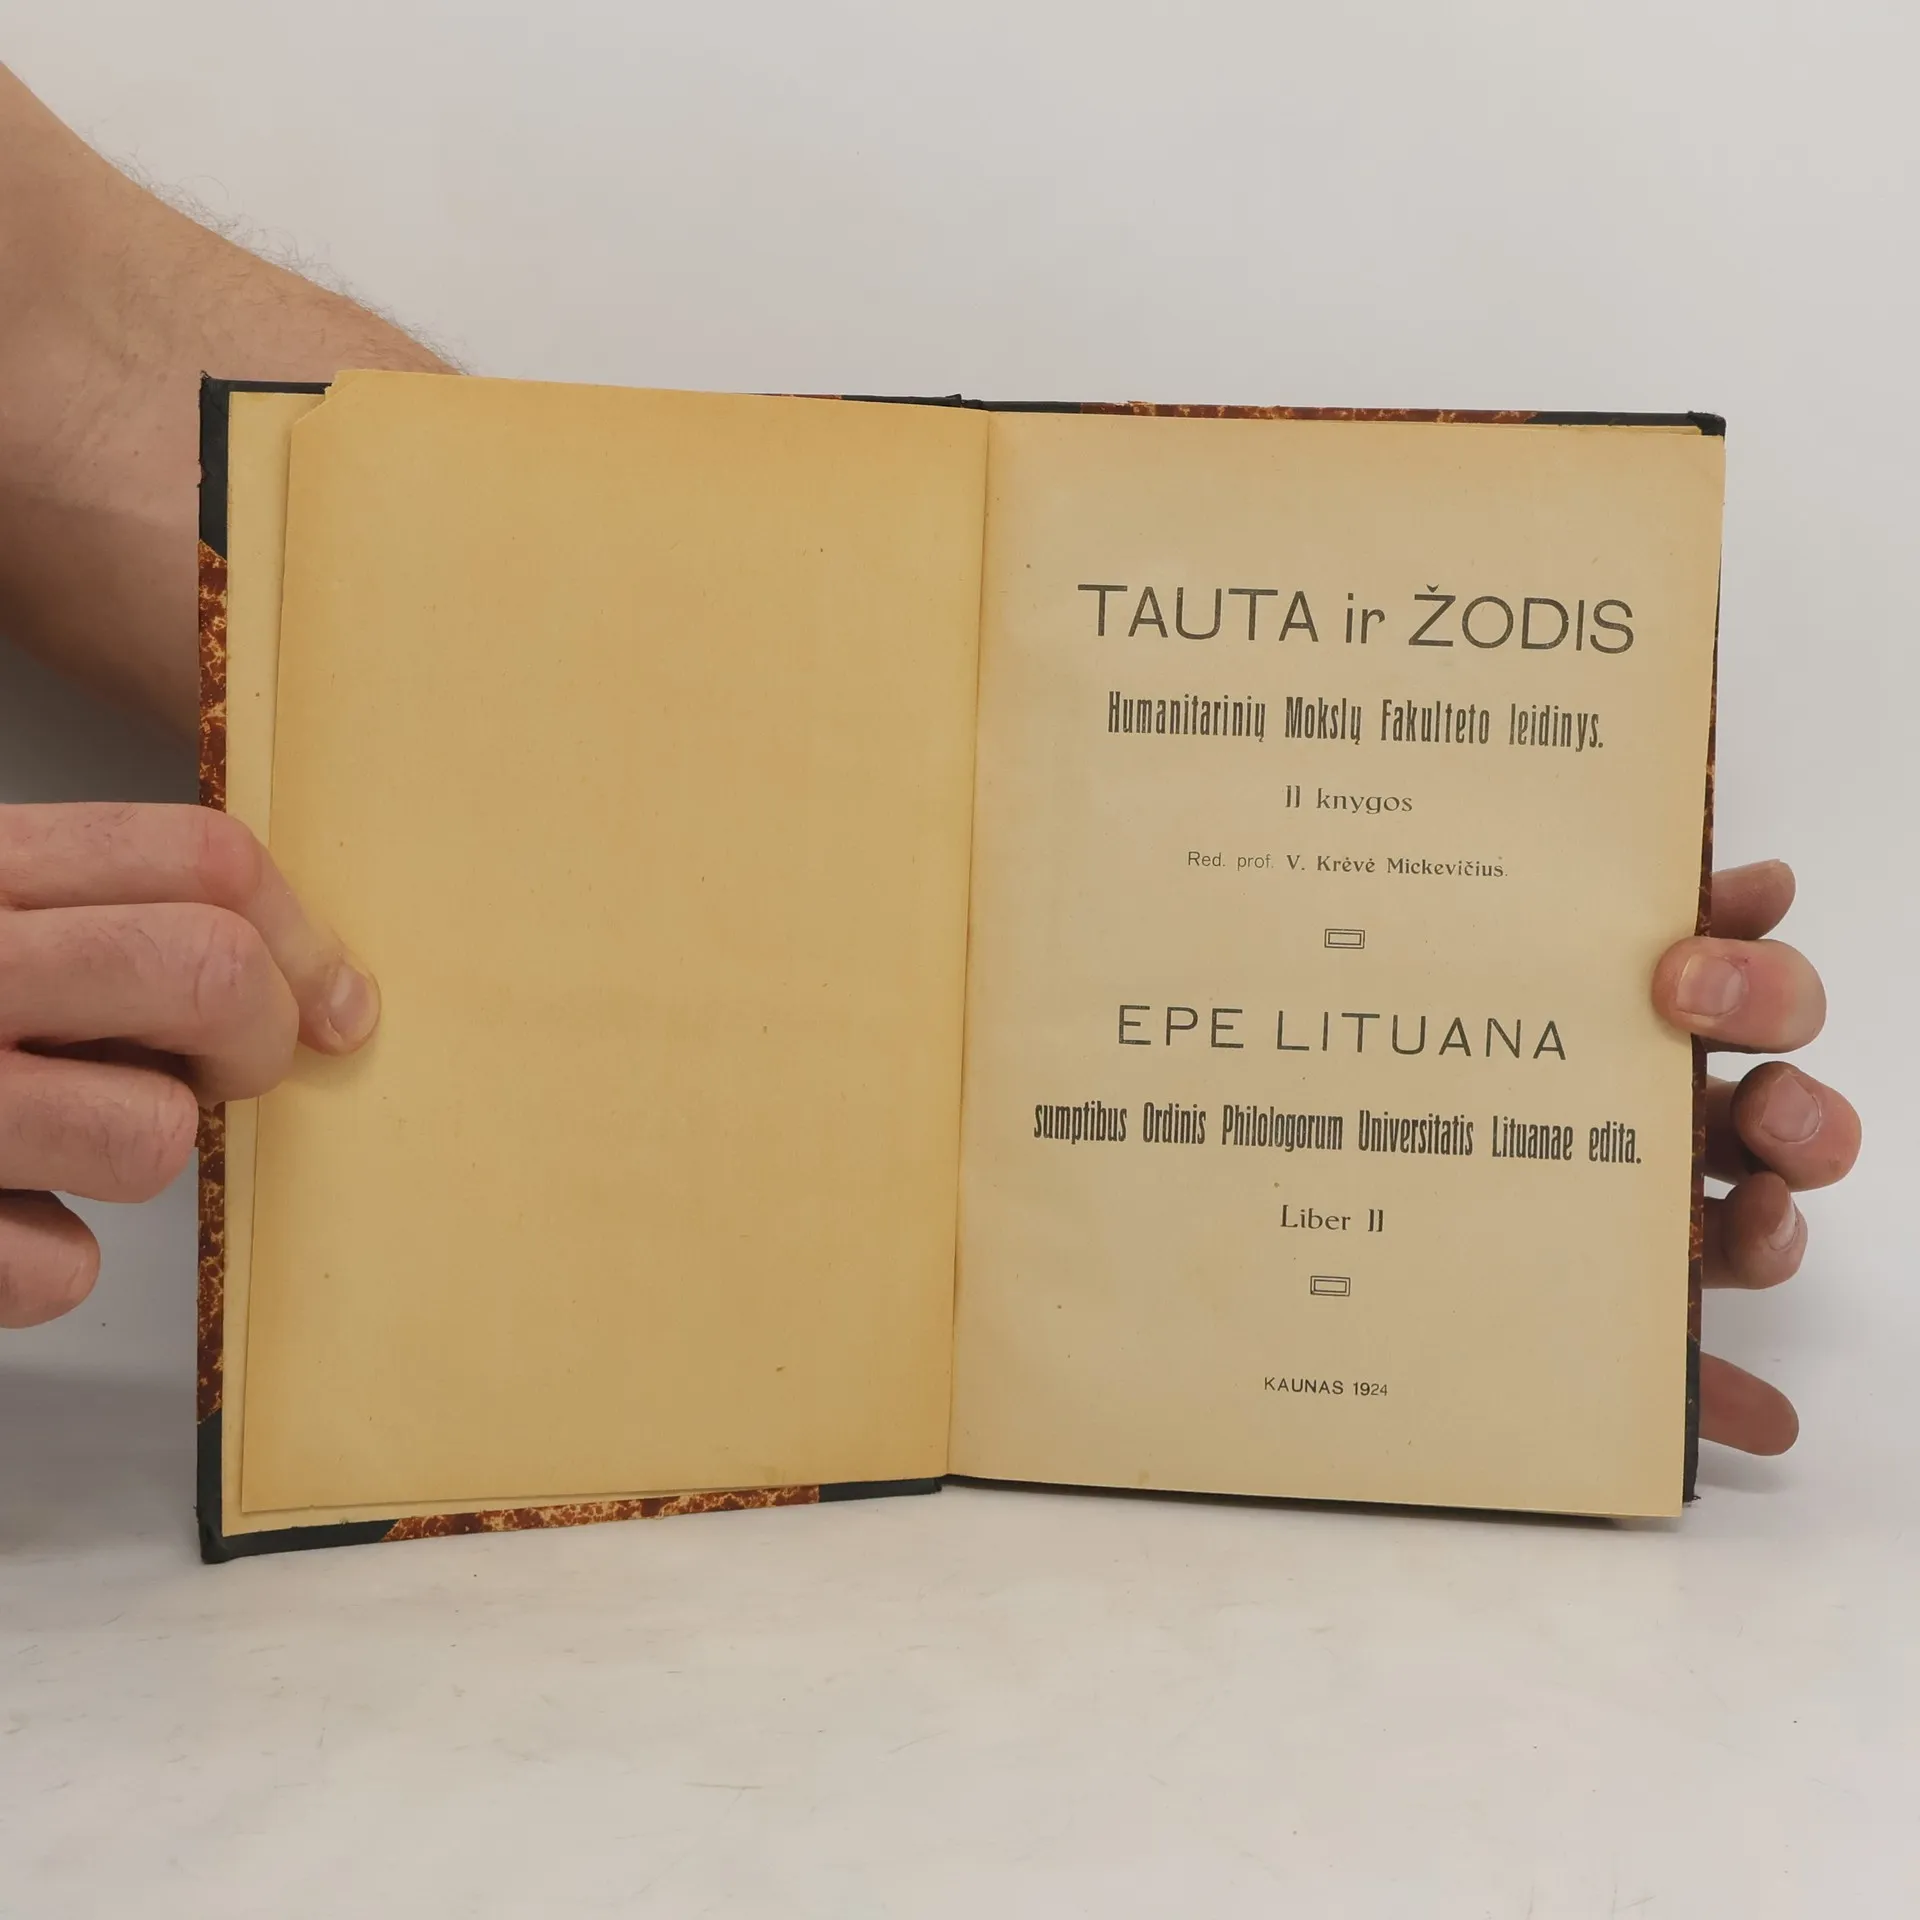 TAUTA ir ŽODIS
Humanitarinių Mokslų Fakulteto leidinys.
II knygos
Red. prof. V. Krėvė Mickevičius.
EPE LITUANA
sumptibus Ordinis Philologorum Universitatis Lituanae edita.
Liber II
KAUNAS 1924